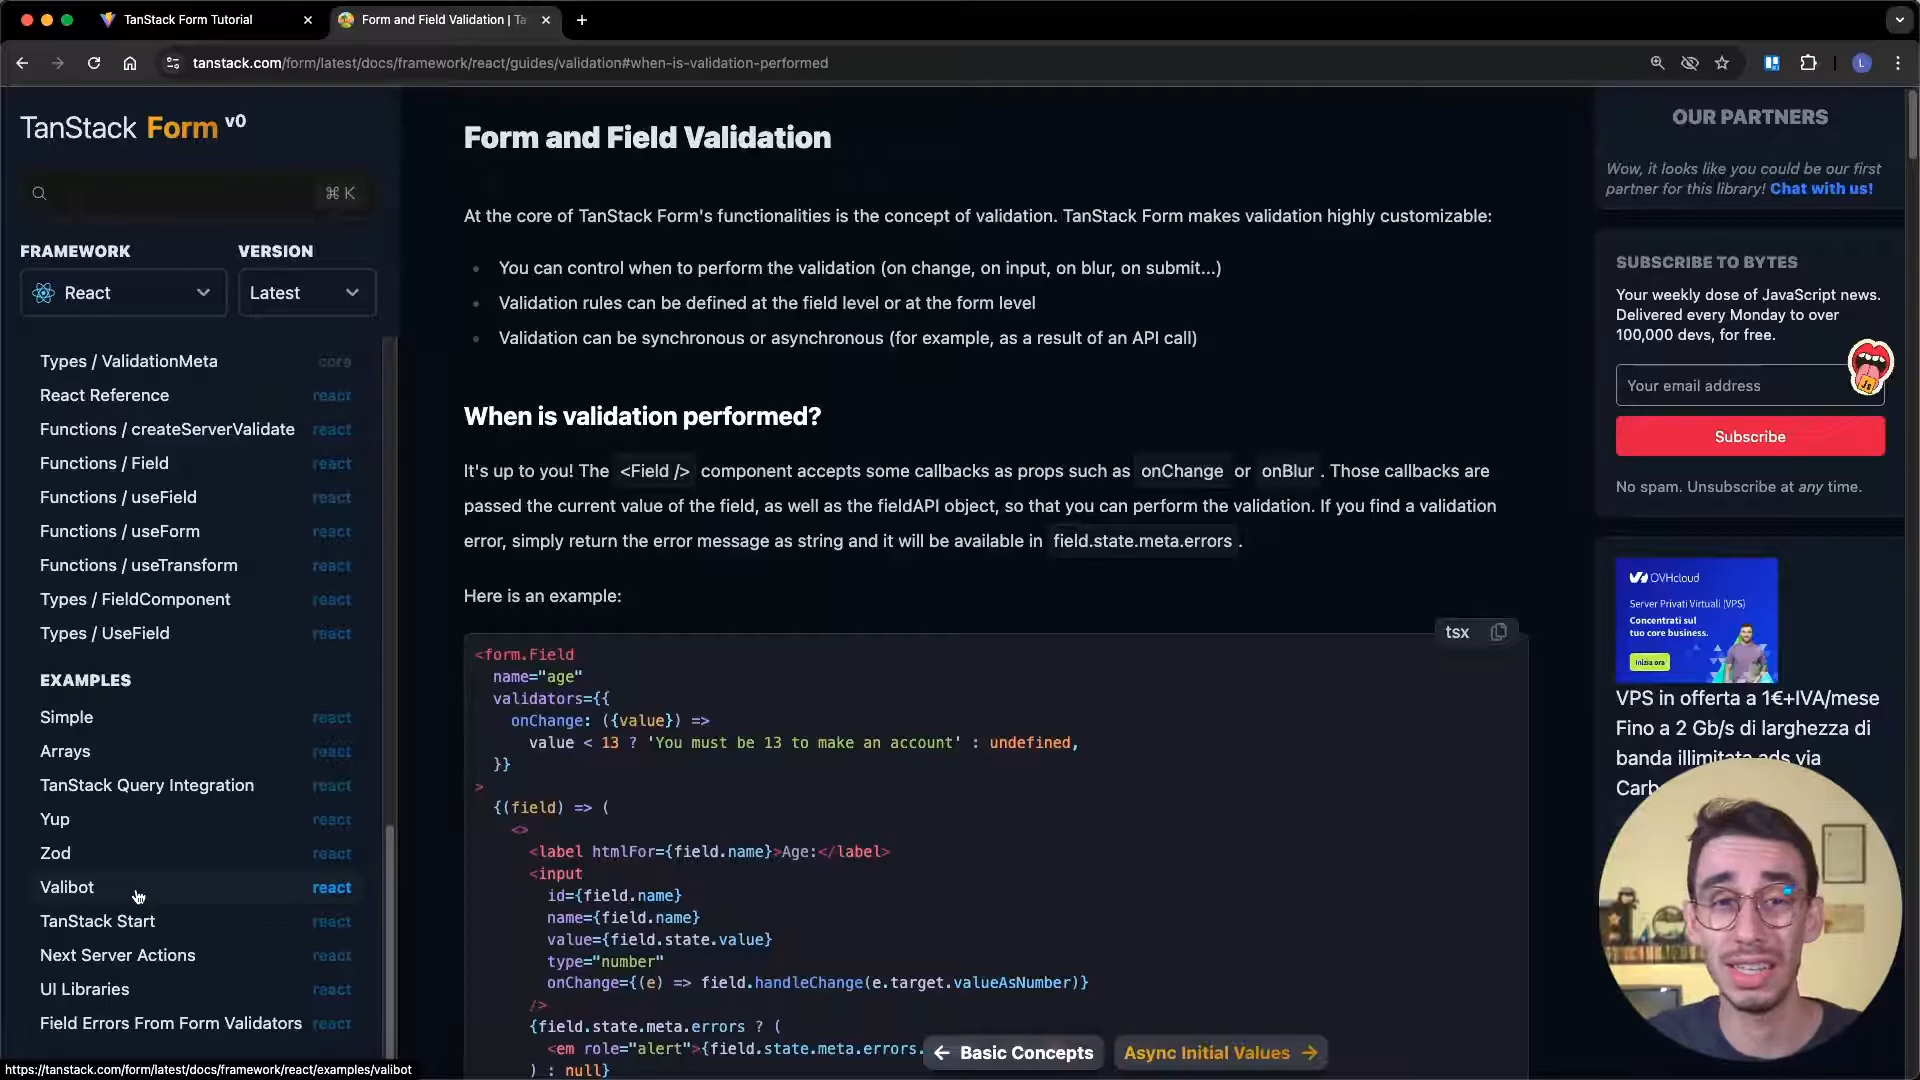 TanStack Form Tutorial
Form and Field Validation | Ta
tanstack.com/form/latest/docs/framework/react/guides/validation#when-is-validation-performed
L
TanStack Form v0
⌘ K
FRAMEWORK
VERSION
React
Latest
Types / ValidationMeta core
React Reference react
Functions / createServerValidate react
Functions / Field react
Functions / useField react
Functions / useForm react
Functions / useTransform react
Types / FieldComponent react
Types / UseField react
EXAMPLES
Simple react
Arrays react
TanStack Query Integration react
Yup react
Zod react
Valibot react
TanStack Start react
Next Server Actions react
UI Libraries react
Field Errors From Form Validators react
https://tanstack.com/form/latest/docs/framework/react/examples/valibot
Form and Field Validation
At the core of TanStack Form's functionalities is the concept of validation. TanStack Form makes validation highly customizable:
You can control when to perform the validation (on change, on input, on blur, on submit...)
Validation rules can be defined at the field level or at the form level
Validation can be synchronous or asynchronous (for example, as a result of an API call)
When is validation performed?
It's up to you! The <Field /> component accepts some callbacks as props such as onChange or onBlur . Those callbacks are
passed the current value of the field, as well as the fieldAPI object, so that you can perform the validation. If you find a validation
error, simply return the error message as string and it will be available in field.state.meta.errors .
Here is an example:
tsx
<form.Field
name="age"
validators={{
onChange: ({value}) =>
value < 13 ? 'You must be 13 to make an account' : undefined,
}}
>
{(field) => (
<>
<label htmlFor={field.name}>Age:</label>
<input
id={field.name}
name={field.name}
value={field.state.value}
type="number"
onChange={(e) => field.handleChange(e.target.valueAsNumber)}
/>
{field.state.meta.errors ? (
<em role="alert">{field.state.meta.errors.
) : null}
← Basic Concepts
Async Initial Values →
OUR PARTNERS
Wow, it looks like you could be our first
partner for this library! Chat with us!
SUBSCRIBE TO BYTES
Your weekly dose of JavaScript news.
Delivered every Monday to over
100,000 devs, for free.
Your email address
JS
Subscribe
No spam. Unsubscribe at any time.
OVHcloud
Server Privati Virtuali (VPS)
Concentrati sul
tuo core business.
Inizia ora
VPS in offerta a 1€+IVA/mese
Fino a 2 Gb/s di larghezza di
banda illimitata ads via
Carb